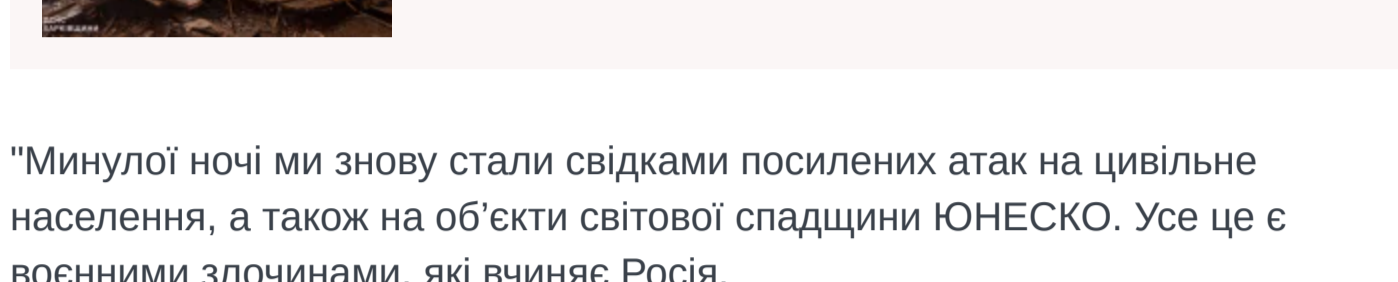 "Минулої ночі ми знову стали свідками посилених атак на цивільне
населення, а також на об’єкти світової спадщини ЮНЕСКО. Усе це є
воєнними злочинами, які вчиняє Росія.